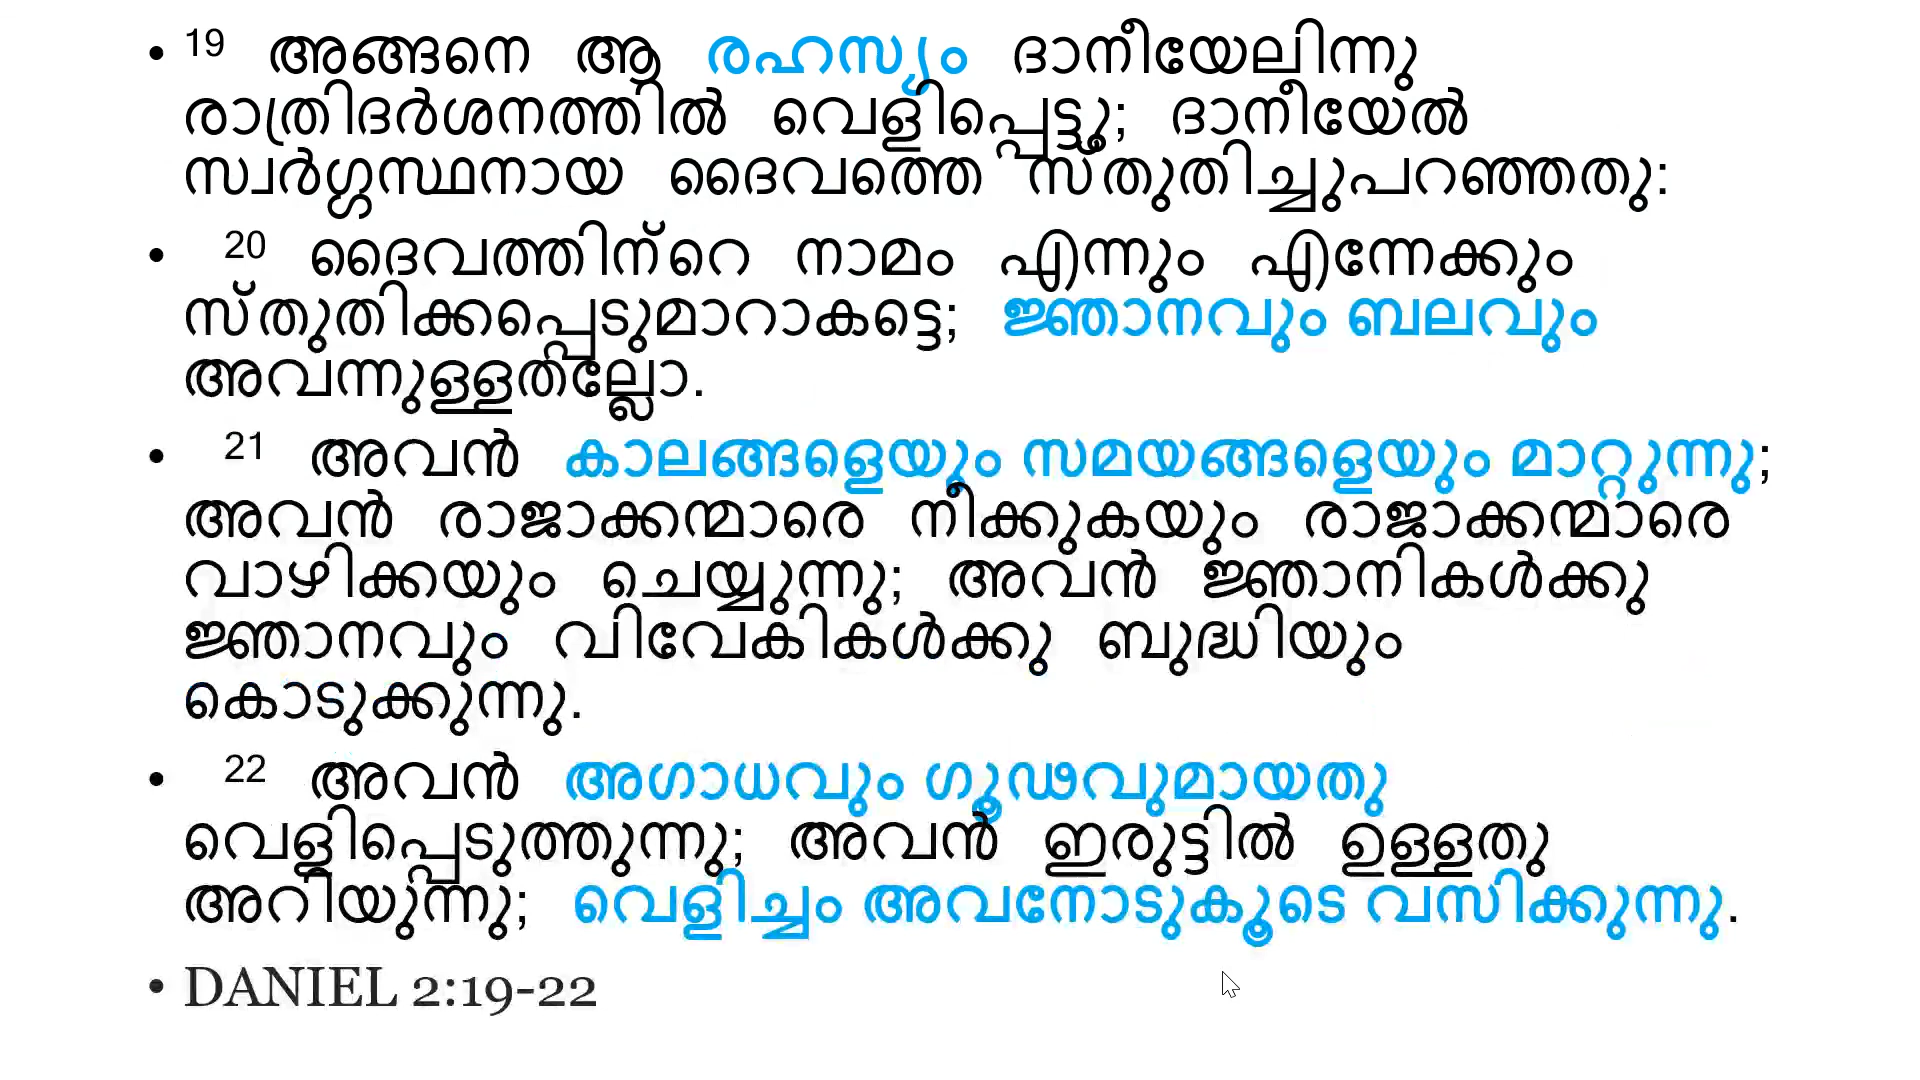 • 19 അങ്ങനെ ആ രഹസ്യം ദാനീയേലിന്നു
രാത്രിദർശനത്തിൽ വെളിപ്പെട്ടു; ദാനീയേൽ
സ്വർഗ്ഗസ്ഥനായ ദൈവത്തെ സ്തുതിച്ചുപറഞ്ഞതു:
• 20 ദൈവത്തിന്റെ നാമം എന്നും എന്നേക്കും
സ്തുതിക്കപ്പെടുമാറാകട്ടെ; ജ്ഞാനവും ബലവും
അവന്നുള്ളതല്ലോ.
• 21 അവൻ കാലങ്ങളെയും സമയങ്ങളെയും മാറ്റുന്നു;
അവൻ രാജാക്കന്മാരെ നീക്കുകയും രാജാക്കന്മാരെ
വാഴിക്കയും ചെയ്യുന്നു; അവൻ ജ്ഞാനികൾക്കു
ജ്ഞാനവും വിവേകികൾക്കു ബുദ്ധിയും
കൊടുക്കുന്നു.
• 22 അവൻ അഗാധവും ഗൂഢവുമായതു
വെളിപ്പെടുത്തുന്നു; അവൻ ഇരുട്ടിൽ ഉള്ളതു
അറിയുന്നു; വെളിച്ചം അവനോടുകൂടെ വസിക്കുന്നു.
• DANIEL 2:19-22